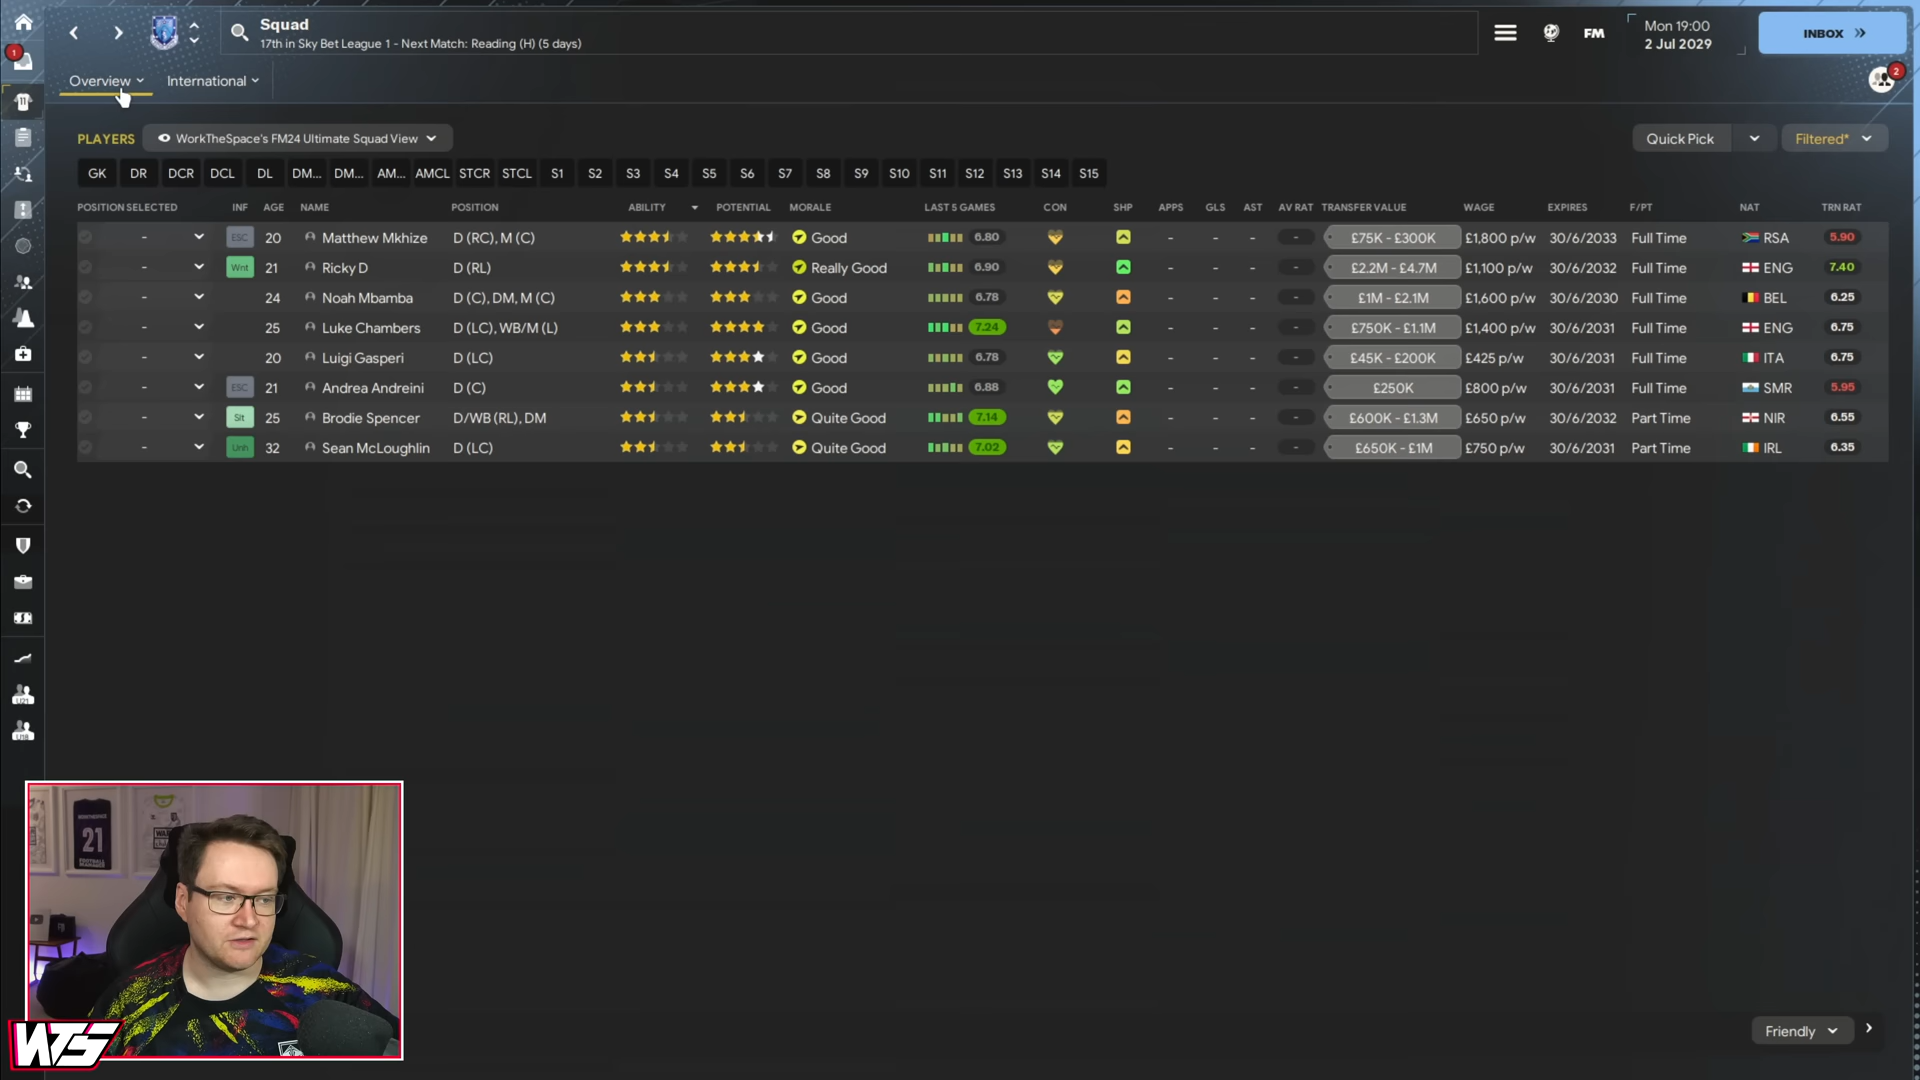 Squad
17th in Sky Bet League 1 - Next Match: Reading (H) (5 days)
FM
Mon 19:00
2 Jul 2029
INBOX
1
2
Overview
International
PLAYERS
WorkTheSpace's FM24 Ultimate Squad View
Quick Pick
Filtered*
GK DR DCR DCL DL DM... DM... AM... AMCL STCR STCL S1 S2 S3 S4 S5 S6 S7 S8 S9 S10 S11 S12 S13 S14 S15
POSITION SELECTED INF AGE NAME POSITION ABILITY POTENTIAL MORALE LAST 5 GAMES CON SHP APPS GLS AST AV RAT TRANSFER VALUE WAGE EXPIRES F/PT NAT TRN RAT
- ESC 20 Matthew Mkhize D (RC), M (C) Good 6.80 - - - - £75K - £300K £1,800 p/w 30/6/2033 Full Time RSA 5.90
- Wnt 21 Ricky D D (RL) Really Good 6.90 - - - - £2.2M - £4.7M £1,100 p/w 30/6/2032 Full Time ENG 7.40
- 24 Noah Mbamba D (C), DM, M (C) Good 6.78 - - - - £1M - £2.1M £1,600 p/w 30/6/2030 Full Time BEL 6.25
- 25 Luke Chambers D (LC), WB/M (L) Good 7.24 - - - - £750K - £1.1M £1,400 p/w 30/6/2031 Full Time ENG 6.75
- 20 Luigi Gasperi D (LC) Good 6.78 - - - - £45K - £200K £425 p/w 30/6/2031 Full Time ITA 6.75
- ESC 21 Andrea Andreini D (C) Good 6.88 - - - - £250K £800 p/w 30/6/2031 Full Time SMR 5.95
- Slt 25 Brodie Spencer D/WB (RL), DM Quite Good 7.14 - - - - £600K - £1.3M £650 p/w 30/6/2032 Part Time NIR 6.55
- Unh 32 Sean McLoughlin D (LC) Quite Good 7.02 - - - - £650K - £1M £750 p/w 30/6/2031 Part Time IRL 6.35
11
U21
U18
21
WTS
Friendly